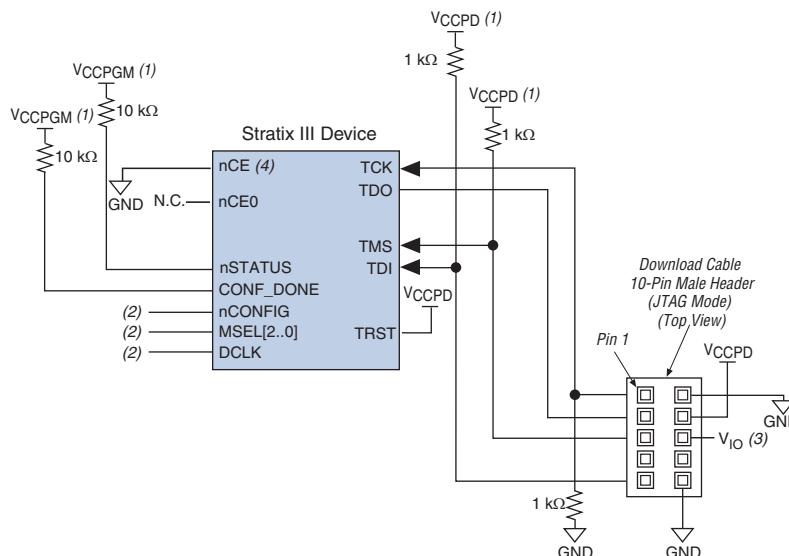 VCCPD (1)
1 kΩ
VCCPGM (1)
10 kΩ
VCCPD (1)
1 kΩ
VCCPGM (1)
10 kΩ
Stratix III Device
nCE (4)
TCK
GND
TDO
N.C.
nCE0
TMS
nSTATUS
TDI
CONF_DONE
VCCPD
(2)
nCONFIG
(2)
MSEL[2..0]
TRST
(2)
DCLK
Download Cable
10-Pin Male Header
(JTAG Mode)
(Top View)
Pin 1
VCCPD
GND
VIO (3)
1 kΩ
GND
GND